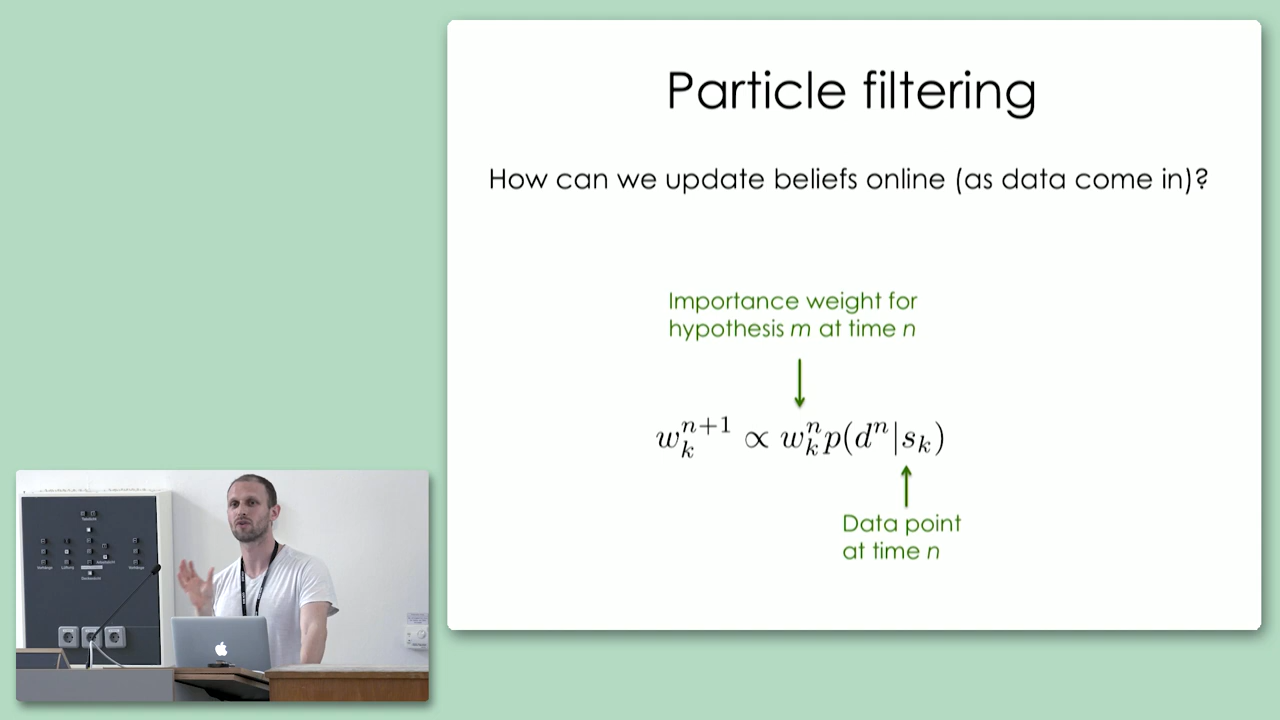 Particle filtering
How can we update beliefs online (as data come in)?
Importance weight for
hypothesis m at time n
w_k^{n+1} ∝ w_k^n p(d^n|s_k)
Data point
at time n